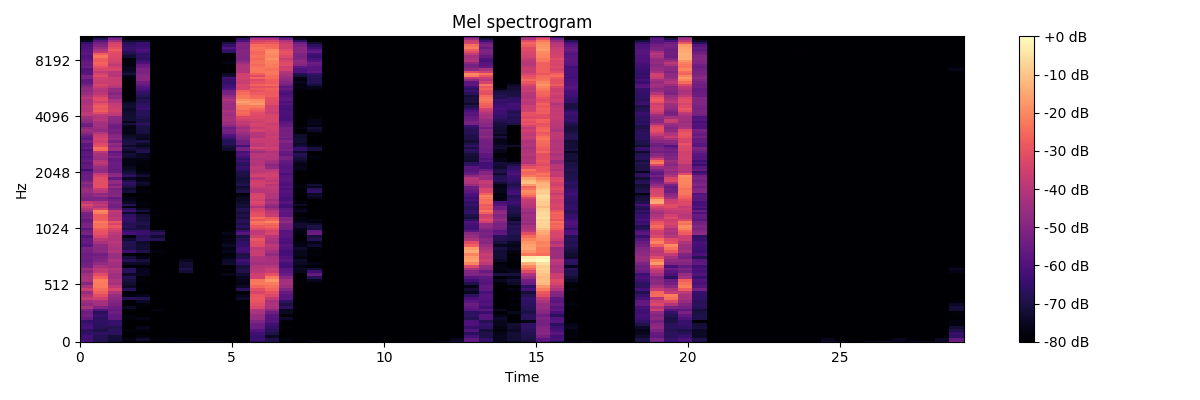 Mel spectrogram
+0 dB
-10 dB
-20 dB
-30 dB
-40 dB
-50 dB
-60 dB
-70 dB
-80 dB
Hz
8192
4096
2048
1024
512
0
0 5 10 15 20 25
Time